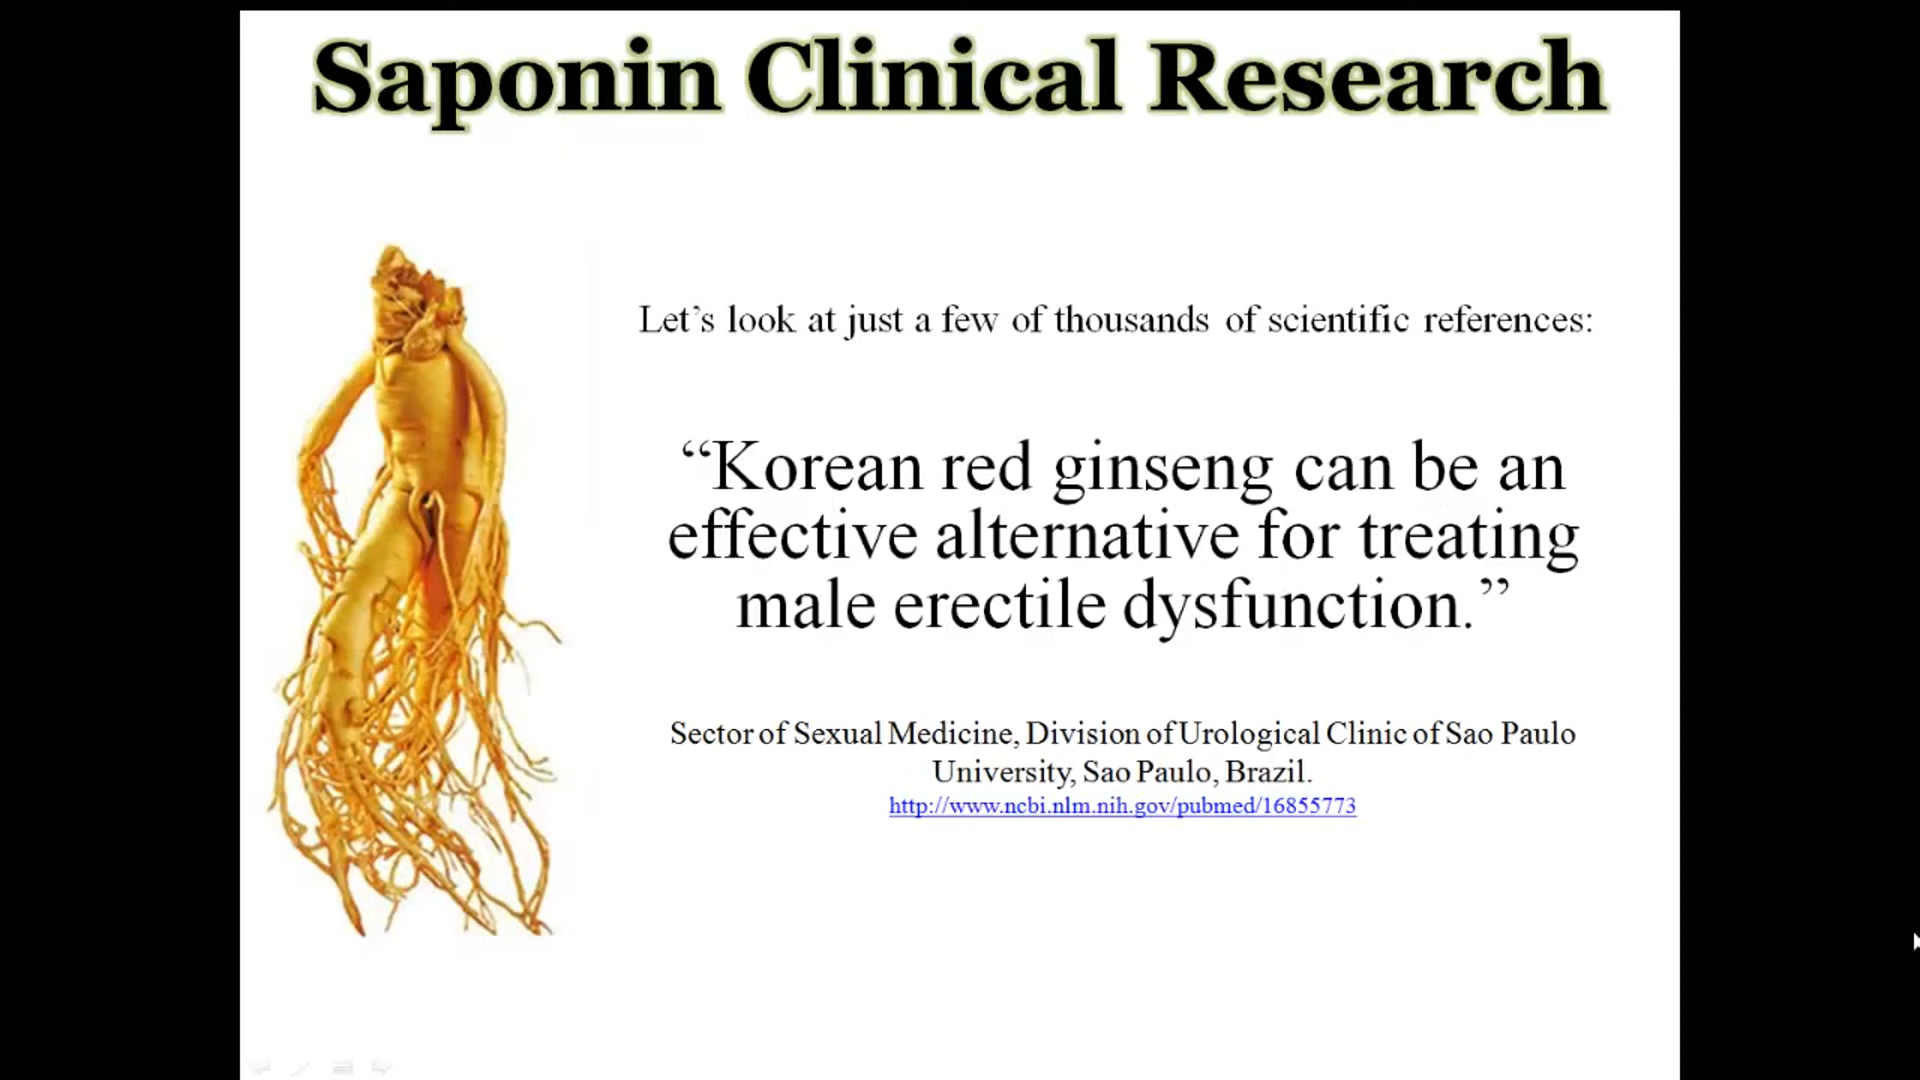 Saponin Clinical Research
Let's look at just a few of thousands of scientific references:
“Korean red ginseng can be an
effective alternative for treating
male erectile dysfunction.”
Sector of Sexual Medicine, Division of Urological Clinic of Sao Paulo
University, Sao Paulo, Brazil.
http://www.ncbi.nlm.nih.gov/pubmed/16855773